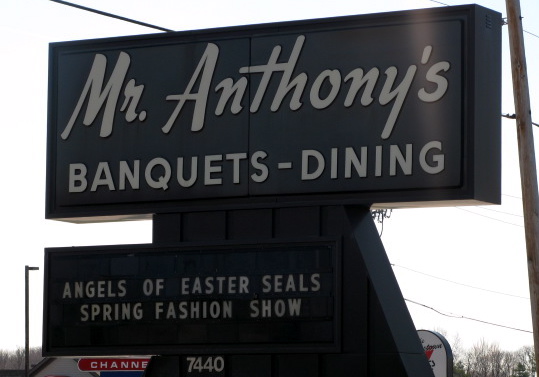 Mr. Anthony's
BANQUETS-DINING
ANGELS OF EASTER SEALS
SPRING FASHION SHOW
7440